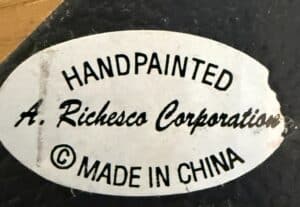 HANDPAINTED
A. Richesco Corporation
© MADE IN CHINA